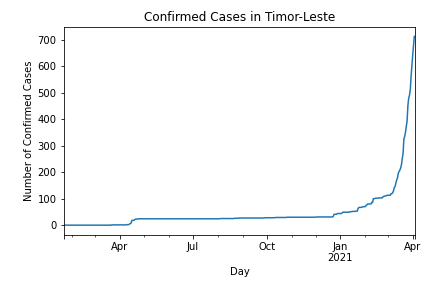 Confirmed Cases in Timor-Leste
700
600
500
400
300
200
100
0
Number of Confirmed Cases
Apr Jul Oct Jan Apr
2021
Day